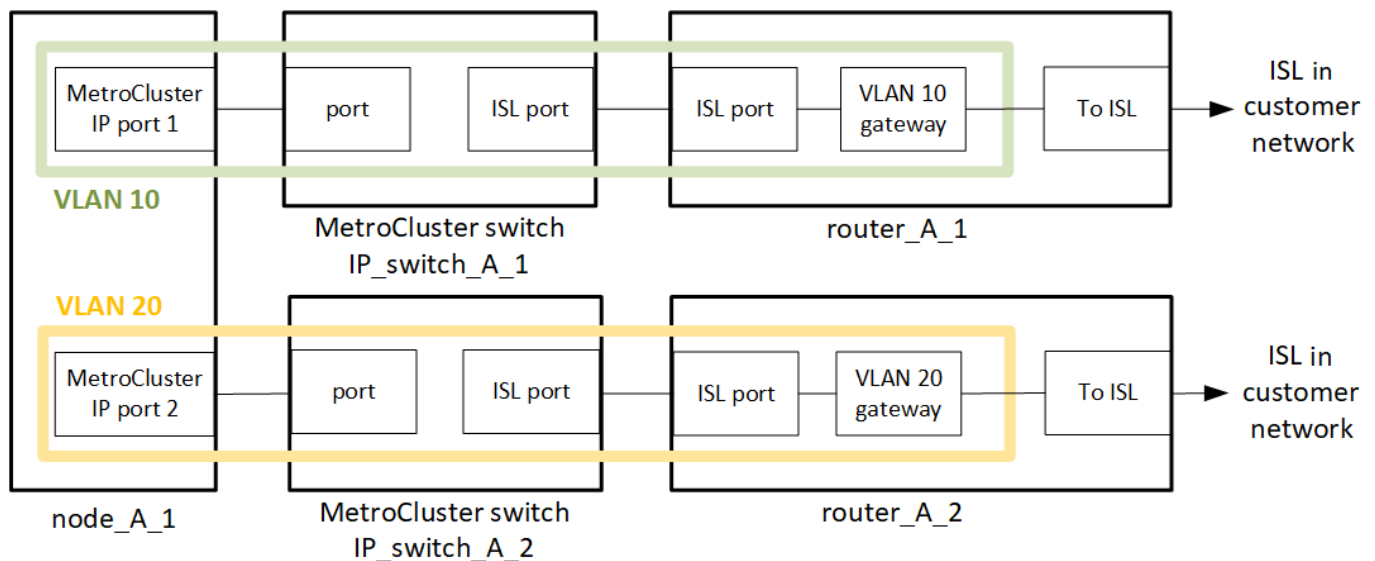 MetroCluster
IP port 1
port
ISL port
ISL port
VLAN 10
gateway
To ISL
ISL in
customer
network
VLAN 10
MetroCluster switch
IP_switch_A_1
router_A_1
VLAN 20
MetroCluster
IP port 2
port
ISL port
ISL port
VLAN 20
gateway
To ISL
ISL in
customer
network
node_A_1
MetroCluster switch
IP_switch_A_2
router_A_2